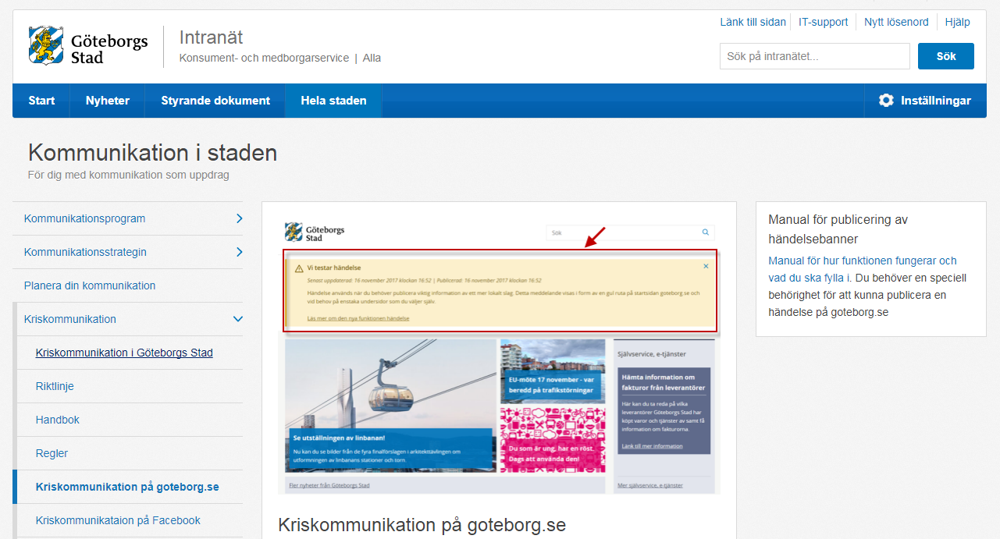 Länk till sidan
IT-support
Nytt lösenord
Hjälp
Göteborgs
Stad
Intranät
Konsument- och medborgarservice | Alla
Sök på intranätet...
Sök
Start
Nyheter
Styrande dokument
Hela staden
Inställningar
Kommunikation i staden
För dig med kommunikation som uppdrag
Kommunikationsprogram
Kommunikationsstrategin
Planera din kommunikation
Kriskommunikation
Kriskommunikation i Göteborgs Stad
Riktlinje
Handbok
Regler
Kriskommunikation på goteborg.se
Kriskommunikataion på Facebook
Göteborgs
Stad
Sök
Vi testar händelse
Senast uppdaterad: 16 november 2017 klockan 16:52 | Publicerad: 16 november 2017 klockan 16:52
Händelse används när du behöver publicera viktig information av ett mer lokalt slag. Detta meddelande visas i form av en gul ruta på startsidan goteborg.se och
vid behov på enstaka undersidor som du väljer själv.
Läs mer om den nya funktionen händelse
Se utställningen av linbanan!
Nu kan du se bilder från de fyra finalförslagen i arkitekttävlingen om
utformningen av linbanans stationer och torn.
EU-möte 17 november - var
beredd på trafikstörningar
Du som är ung, har en röst.
Dags att använda den!
Självservice, e-tjänster
Hämta information om
fakturor från leverantörer
Här kan du ta reda på vilka
leverantörer Göteborgs Stad har
köpt varor och tjänster av samt få
information om fakturorna.
Länk till mer information
Fler nyheter från Göteborgs Stad
Mer självservice, e-tjänster
Kriskommunikation på goteborg.se
Manual för publicering av
händelsebanner
Manual för hur funktionen fungerar och
vad du ska fylla i. Du behöver en speciell
behörighet för att kunna publicera en
händelse på goteborg.se